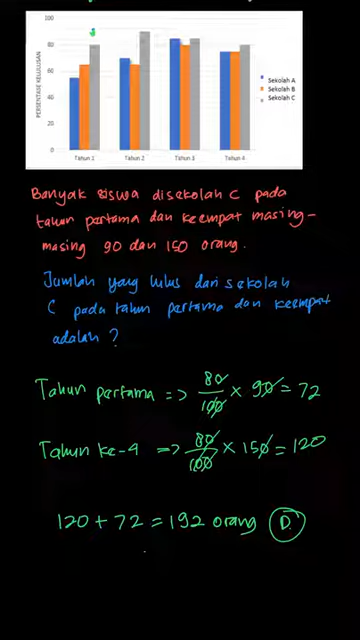 100
80
60
40
20
0
PERSENTASE KELULUSAN
Tahun 1 Tahun 2 Tahun 3 Tahun 4
Sekolah A
Sekolah B
Sekolah C
Banyak siswa disekolah C pada
tahun pertama dan keempat masing-
masing 90 dan 150 orang.
Jumlah yang lulus dari sekolah
C pada tahun pertama dan keempat
adalah ?
Tahun pertama => 80/100 × 90 = 72
Tahun ke-4 => 80/100 × 150 = 120
120 + 72 = 192 orang D.